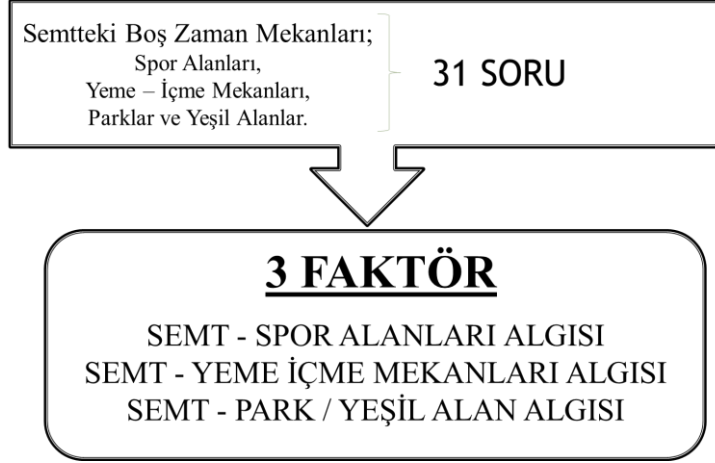 Semtteki Boş Zaman Mekanları;
Spor Alanları,
Yeme – İçme Mekanları,
Parklar ve Yeşil Alanlar.
31 SORU
3 FAKTÖR
SEMT - SPOR ALANLARI ALGISI
SEMT - YEME İÇME MEKANLARI ALGISI
SEMT - PARK / YEŞİL ALAN ALGISI